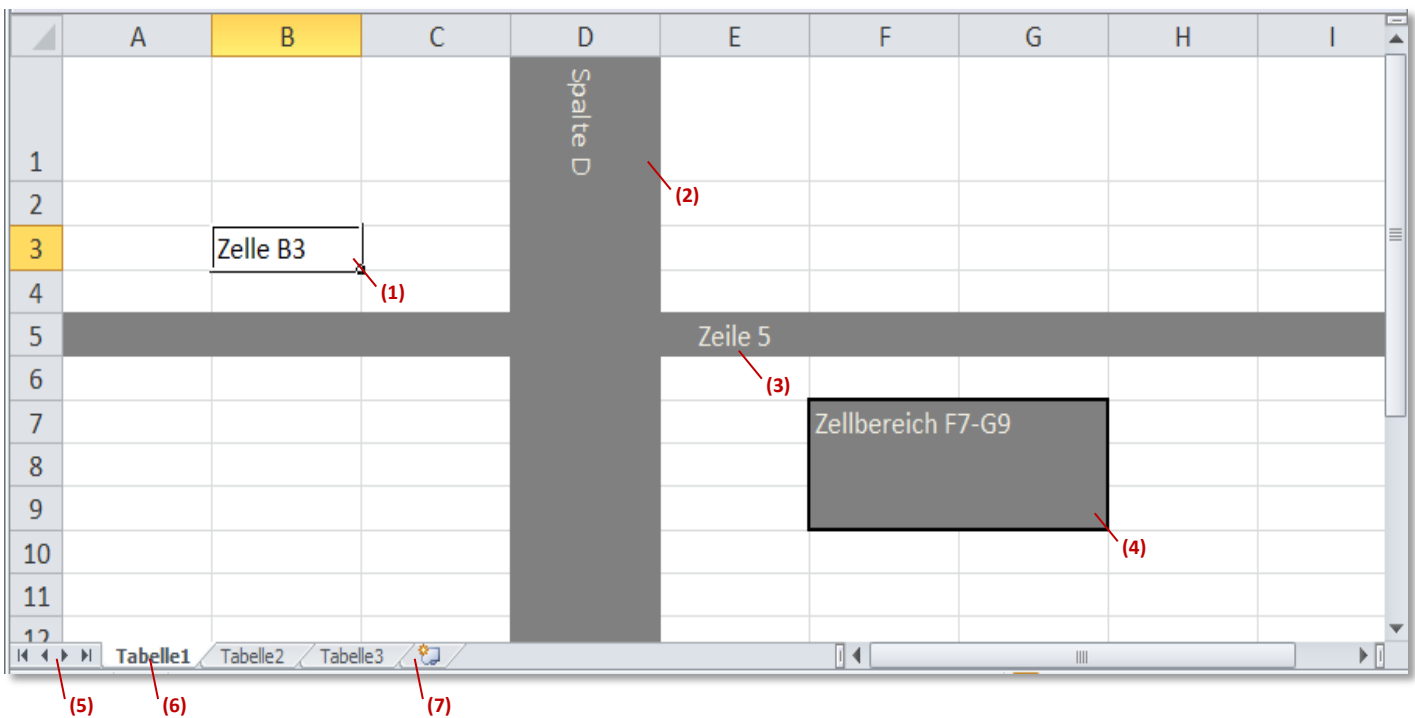 A B C D E F G H I
Spalte D
1
(2)
2
3 Zelle B3
(1)
4
5 Zeile 5
6 (3)
7 Zellbereich F7-G9
8
9
10 (4)
11
12
Tabelle1 Tabelle2 Tabelle3
(5) (6) (7)